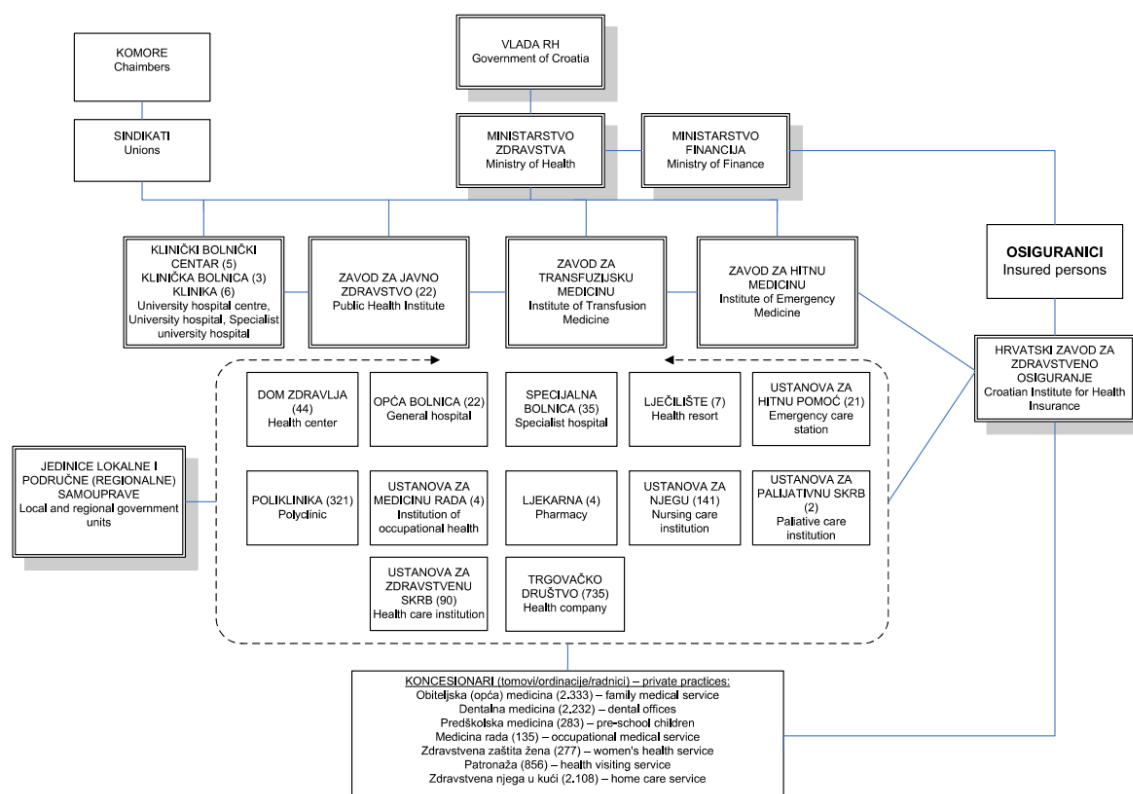 KOMORE
Chaimbers
VLADA RH
Government of Croatia
SINDIKATI
Unions
MINISTARSTVO
ZDRAVSTVA
Ministry of Health
MINISTARSTVO
FINANCIJA
Ministry of Finance
KLINIČKI BOLNIČKI
CENTAR (5)
KLINIČKA BOLNICA (3)
KLINIKA (6)
University hospital centre,
University hospital, Specialist
university hospital
ZAVOD ZA JAVNO
ZDRAVSTVO (22)
Public Health Institute
ZAVOD ZA
TRANSFUZIJSKU
MEDICINU
Institute of Transfusion
Medicine
ZAVOD ZA HITNU
MEDICINU
Institute of Emergency
Medicine
OSIGURANICI
Insured persons
HRVATSKI ZAVOD ZA
ZDRAVSTVENO
OSIGURANJE
Croatian Institute for Health
Insurance
DOM ZDRAVLJA
(44)
Health center
OPĆA BOLNICA (22)
General hospital
SPECIJALNA
BOLNICA (35)
Specialist hospital
LJEČILIŠTE (7)
Health resort
USTANOVA ZA
HITNU POMOĆ (21)
Emergency care
station
JEDINICE LOKALNE I
PODRUČNE (REGIONALNE)
SAMOUPRAVE
Local and regional government
units
POLIKLINIKA (321)
Polyclinic
USTANOVA ZA
MEDICINU RADA (4)
Institution of
occupational health
LJEKARNA (4)
Pharmacy
USTANOVA ZA
NJEGU (141)
Nursing care
institution
USTANOVA ZA
PALIJATIVNU SKRB
(2)
Paliative care
institution
USTANOVA ZA
ZDRAVSTVENU
SKRB (90)
Health care institution
TRGOVAČKO
DRUŠTVO (735)
Health company
KONCESIONARI (tomovi/ordinacije/radnici) – private practices:
Obiteljska (opća) medicina (2.333) – family medical service
Dentalna medicina (2.232) – dental offices
Predškolska medicina (283) – pre-school children
Medicina rada (135) – occupational medical service
Zdravstvena zaštita žena (277) – women's health service
Patronaža (856) – health visiting service
Zdravstvena njega u kući (2.108) – home care service